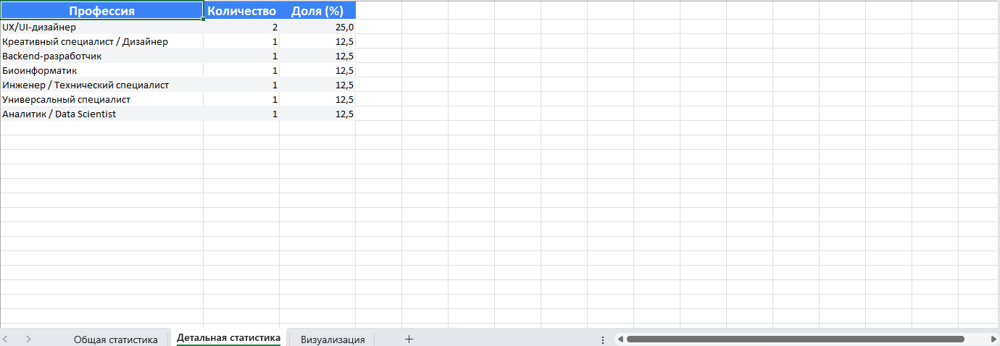 Профессия Количество Доля (%)
UX/UI-дизайнер 2 25,0
Креативный специалист / Дизайнер 1 12,5
Backend-разработчик 1 12,5
Биоинформатик 1 12,5
Инженер / Технический специалист 1 12,5
Универсальный специалист 1 12,5
Аналитик / Data Scientist 1 12,5
Общая статистика Детальная статистика Визуализация